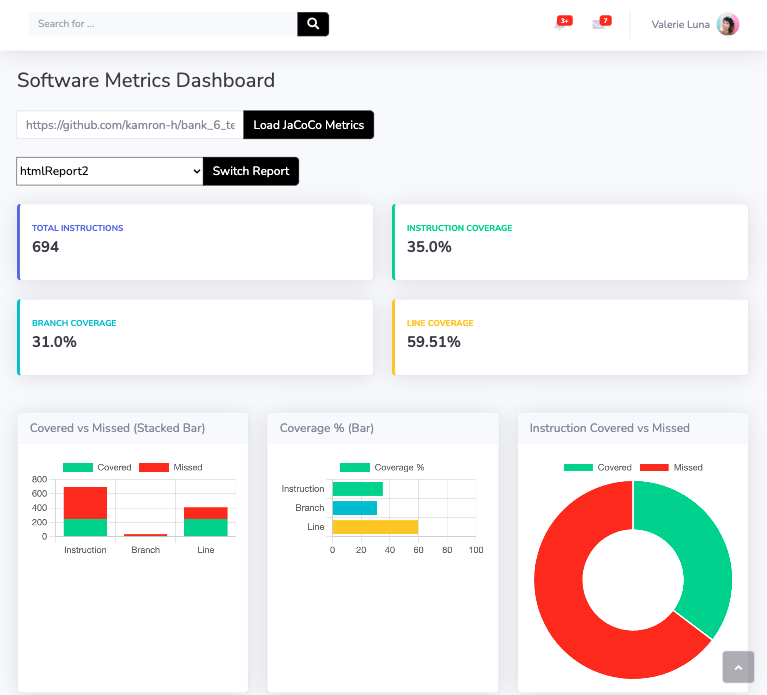 Search for ...
3+
7
Valerie Luna
Software Metrics Dashboard
https://github.com/kamron-h/bank_6_te
Load JaCoCo Metrics
htmlReport2
Switch Report
TOTAL INSTRUCTIONS
694
INSTRUCTION COVERAGE
35.0%
BRANCH COVERAGE
31.0%
LINE COVERAGE
59.51%
Covered vs Missed (Stacked Bar)
Covered Missed
800
600
400
200
0
Instruction Branch Line
Coverage % (Bar)
Coverage %
Instruction
Branch
Line
0 20 40 60 80 100
Instruction Covered vs Missed
Covered Missed